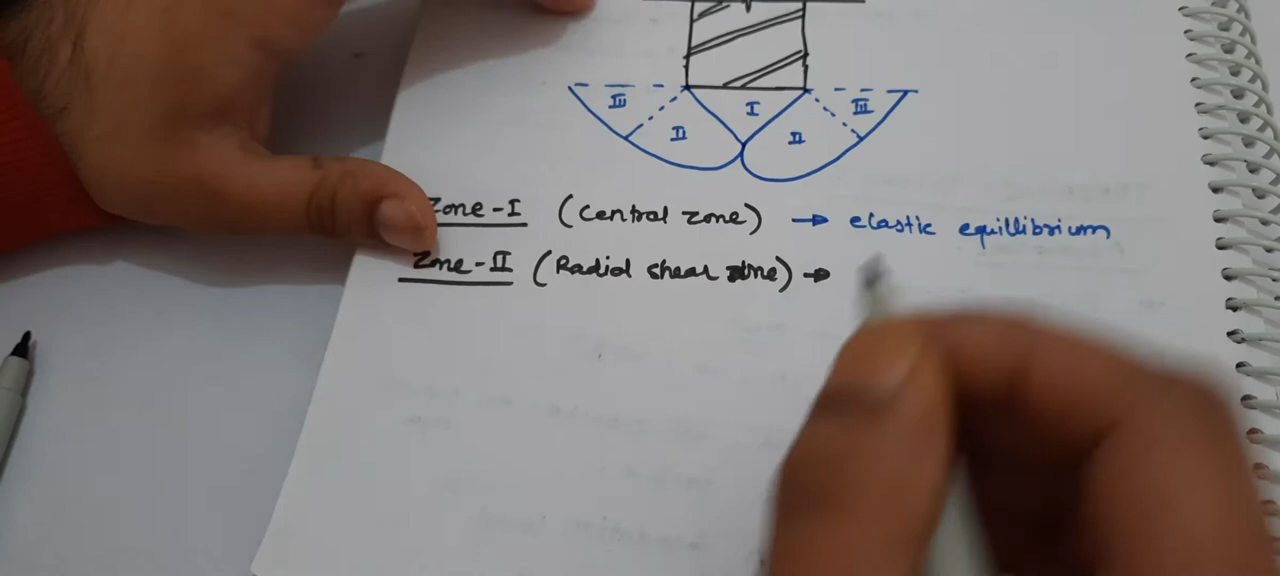 III I III
II II
Zone-I (Central zone) → elastic equillibrium
Zone-II (Radial shear zone) →